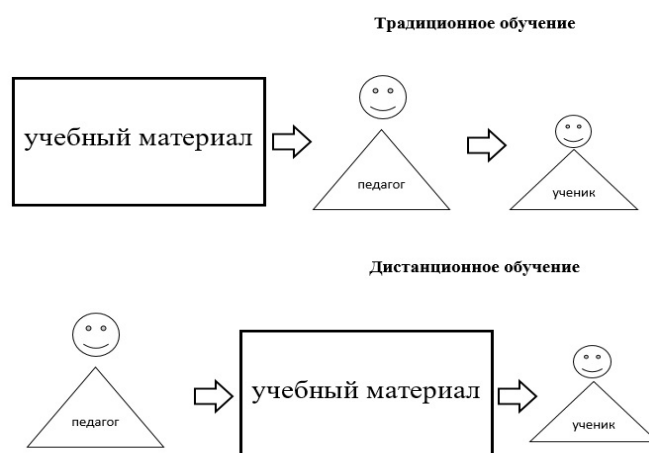 Традиционное обучение
учебный материал
педагог
ученик
Дистанционное обучение
педагог
учебный материал
ученик